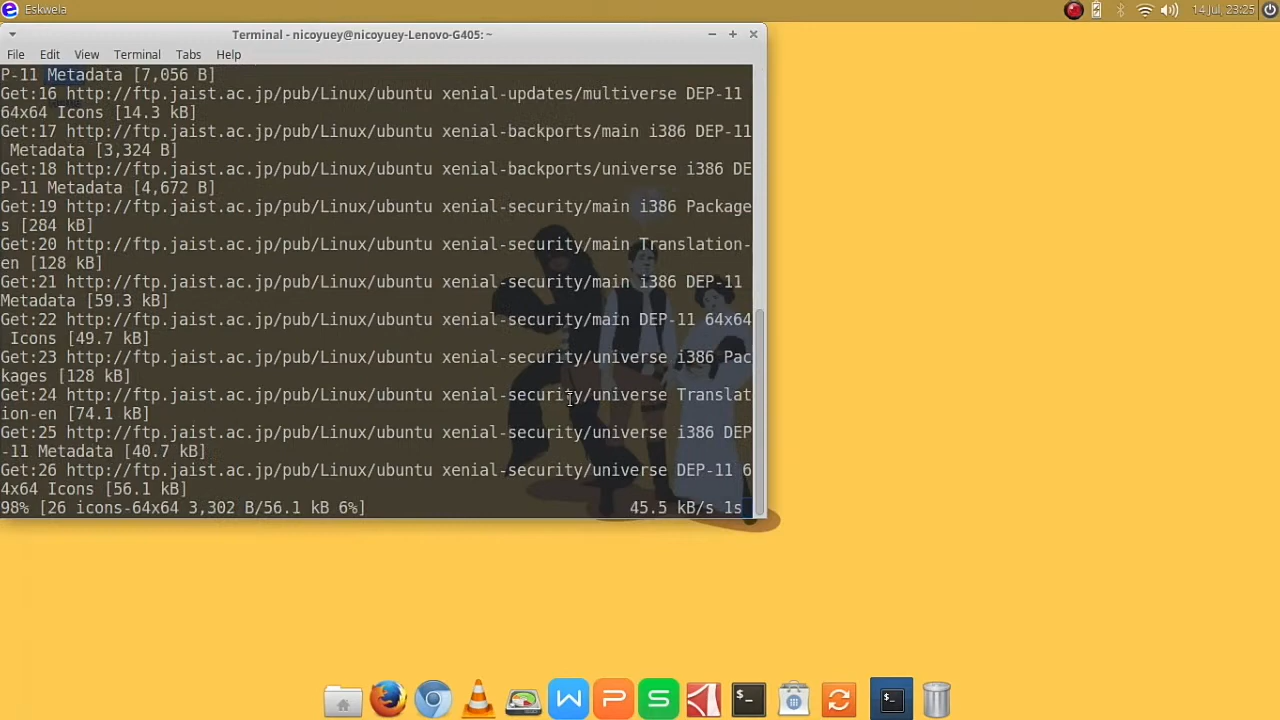 Eskwela
14 Jul, 23:25
Terminal - nicoyuey@nicoyuey-Lenovo-G405: ~
File Edit View Terminal Tabs Help
P-11 Metadata [7,056 B]
Get:16 http://ftp.jaist.ac.jp/pub/Linux/ubuntu xenial-updates/multiverse DEP-11
64x64 Icons [14.3 kB]
Get:17 http://ftp.jaist.ac.jp/pub/Linux/ubuntu xenial-backports/main i386 DEP-11
 Metadata [3,324 B]
Get:18 http://ftp.jaist.ac.jp/pub/Linux/ubuntu xenial-backports/universe i386 DE
P-11 Metadata [4,672 B]
Get:19 http://ftp.jaist.ac.jp/pub/Linux/ubuntu xenial-security/main i386 Package
s [284 kB]
Get:20 http://ftp.jaist.ac.jp/pub/Linux/ubuntu xenial-security/main Translation-
en [128 kB]
Get:21 http://ftp.jaist.ac.jp/pub/Linux/ubuntu xenial-security/main i386 DEP-11
Metadata [59.3 kB]
Get:22 http://ftp.jaist.ac.jp/pub/Linux/ubuntu xenial-security/main DEP-11 64x64
 Icons [49.7 kB]
Get:23 http://ftp.jaist.ac.jp/pub/Linux/ubuntu xenial-security/universe i386 Pac
kages [128 kB]
Get:24 http://ftp.jaist.ac.jp/pub/Linux/ubuntu xenial-security/universe Translat
ion-en [74.1 kB]
Get:25 http://ftp.jaist.ac.jp/pub/Linux/ubuntu xenial-security/universe i386 DEP
-11 Metadata [40.7 kB]
Get:26 http://ftp.jaist.ac.jp/pub/Linux/ubuntu xenial-security/universe DEP-11 6
4x64 Icons [56.1 kB]
98% [26 icons-64x64 3,302 B/56.1 kB 6%] 45.5 kB/s 1s
W P S $_ $_